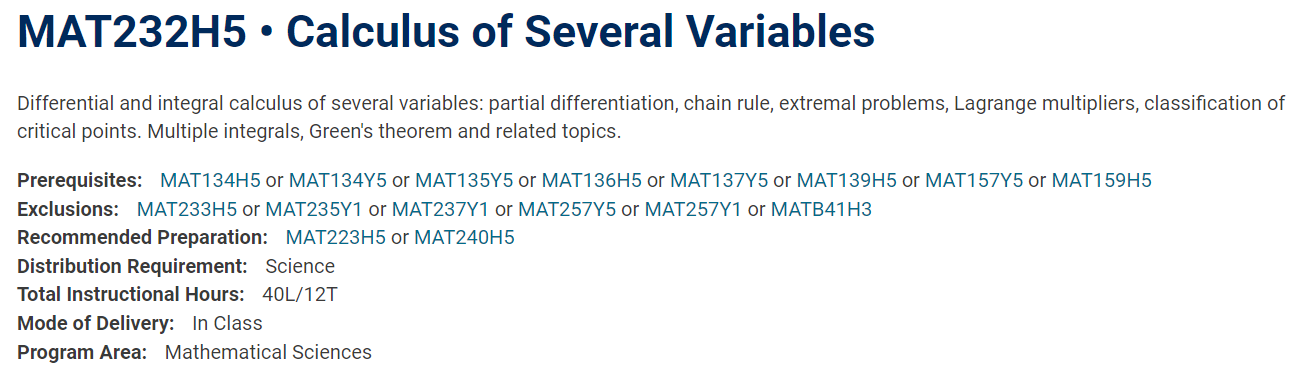 MAT232H5 • Calculus of Several Variables
Differential and integral calculus of several variables: partial differentiation, chain rule, extremal problems, Lagrange multipliers, classification of
critical points. Multiple integrals, Green's theorem and related topics.
Prerequisites: MAT134H5 or MAT134Y5 or MAT135Y5 or MAT136H5 or MAT137Y5 or MAT139H5 or MAT157Y5 or MAT159H5
Exclusions: MAT233H5 or MAT235Y1 or MAT237Y1 or MAT257Y5 or MAT257Y1 or MATB41H3
Recommended Preparation: MAT223H5 or MAT240H5
Distribution Requirement: Science
Total Instructional Hours: 40L/12T
Mode of Delivery: In Class
Program Area: Mathematical Sciences